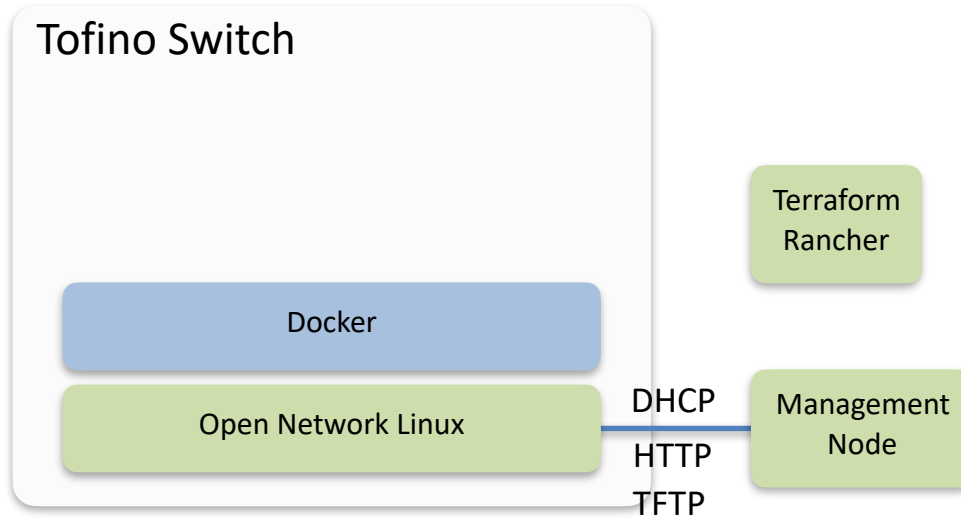 Tofino Switch
Terraform
Rancher
Docker
Open Network Linux
DHCP
HTTP
TFTP
Management
Node